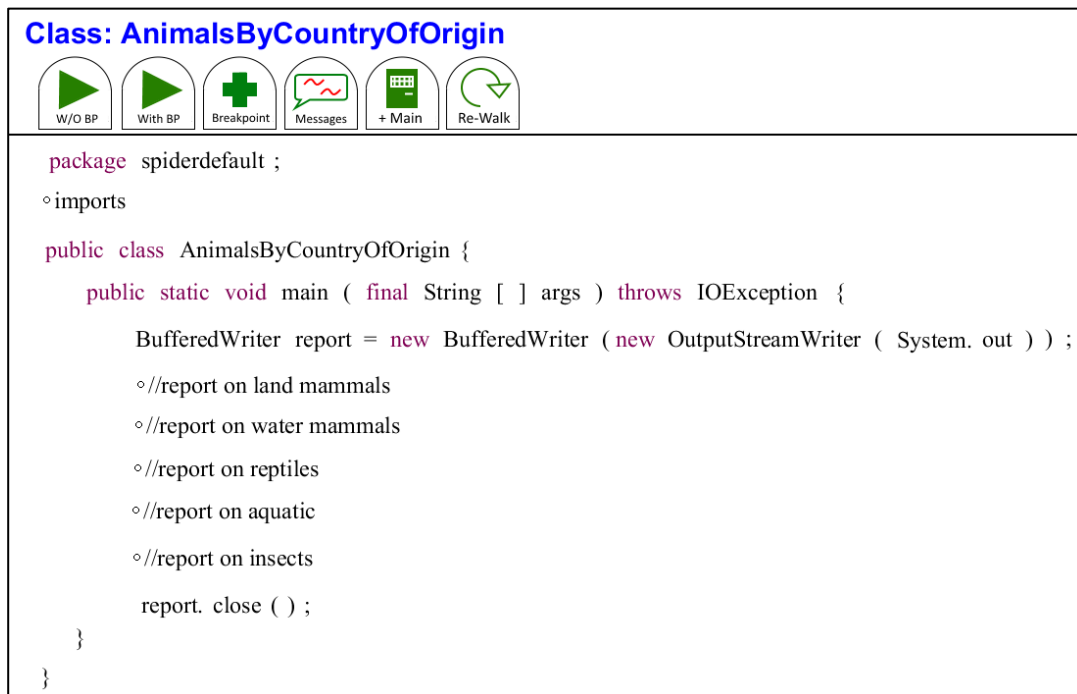 Class: AnimalsByCountryOfOrigin
W/O BP With BP Breakpoint Messages + Main Re-Walk
package spiderdefault ;
imports
public class AnimalsByCountryOfOrigin {
public static void main ( final String [ ] args ) throws IOException {
BufferedWriter report = new BufferedWriter ( new OutputStreamWriter ( System. out ) ) ;
//report on land mammals
//report on water mammals
//report on reptiles
//report on aquatic
//report on insects
report. close ( ) ;
}
}